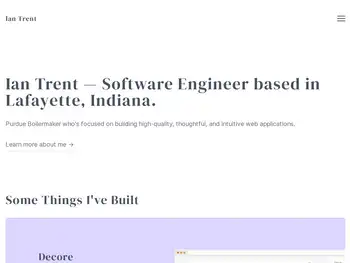 Ian Trent
Ian Trent — Software Engineer based in
Lafayette, Indiana.
Purdue Boilermaker who's focused on building high-quality, thoughtful, and intuitive web applications.
Learn more about me →
Some Things I've Built
Decore